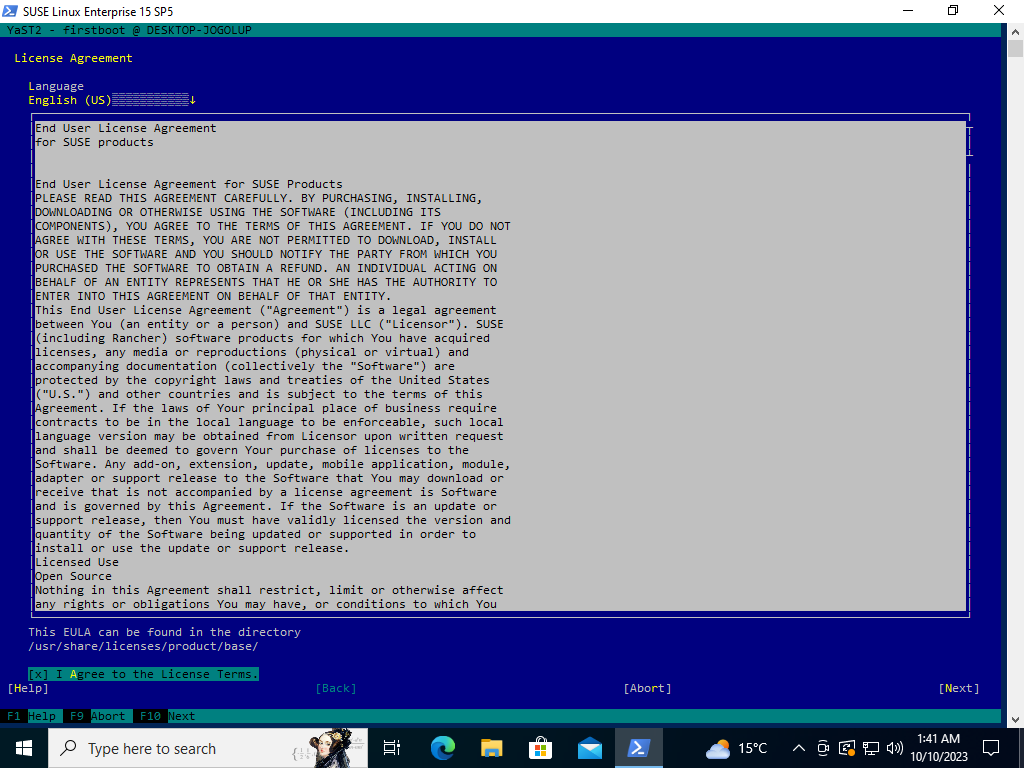 SUSE Linux Enterprise 15 SP5
YaST2 - firstboot @ DESKTOP-JOGOLUP
License Agreement
Language
English (US)
End User License Agreement
for SUSE products
End User License Agreement for SUSE Products
PLEASE READ THIS AGREEMENT CAREFULLY. BY PURCHASING, INSTALLING,
DOWNLOADING OR OTHERWISE USING THE SOFTWARE (INCLUDING ITS
COMPONENTS), YOU AGREE TO THE TERMS OF THIS AGREEMENT. IF YOU DO NOT
AGREE WITH THESE TERMS, YOU ARE NOT PERMITTED TO DOWNLOAD, INSTALL
OR USE THE SOFTWARE AND YOU SHOULD NOTIFY THE PARTY FROM WHICH YOU
PURCHASED THE SOFTWARE TO OBTAIN A REFUND. AN INDIVIDUAL ACTING ON
BEHALF OF AN ENTITY REPRESENTS THAT HE OR SHE HAS THE AUTHORITY TO
ENTER INTO THIS AGREEMENT ON BEHALF OF THAT ENTITY.
This End User License Agreement ("Agreement") is a legal agreement
between You (an entity or a person) and SUSE LLC ("Licensor"). SUSE
(including Rancher) software products for which You have acquired
licenses, any media or reproductions (physical or virtual) and
accompanying documentation (collectively the "Software") are
protected by the copyright laws and treaties of the United States
("U.S.") and other countries and is subject to the terms of this
Agreement. If the laws of Your principal place of business require
contracts to be in the local language to be enforceable, such local
language version may be obtained from Licensor upon written request
and shall be deemed to govern Your purchase of licenses to the
Software. Any add-on, extension, update, mobile application, module,
adapter or support release to the Software that You may download or
receive that is not accompanied by a license agreement is Software
and is governed by this Agreement. If the Software is an update or
support release, then You must have validly licensed the version and
quantity of the Software being updated or supported in order to
install or use the update or support release.
Licensed Use
Open Source
Nothing in this Agreement shall restrict, limit or otherwise affect
any rights or obligations You may have, or conditions to which You
This EULA can be found in the directory
/usr/share/licenses/product/base/
[x] I Agree to the License Terms.
[Help] [Back] [Abort] [Next]
F1 Help F9 Abort F10 Next
Type here to search
15°C
1:41 AM
10/10/2023